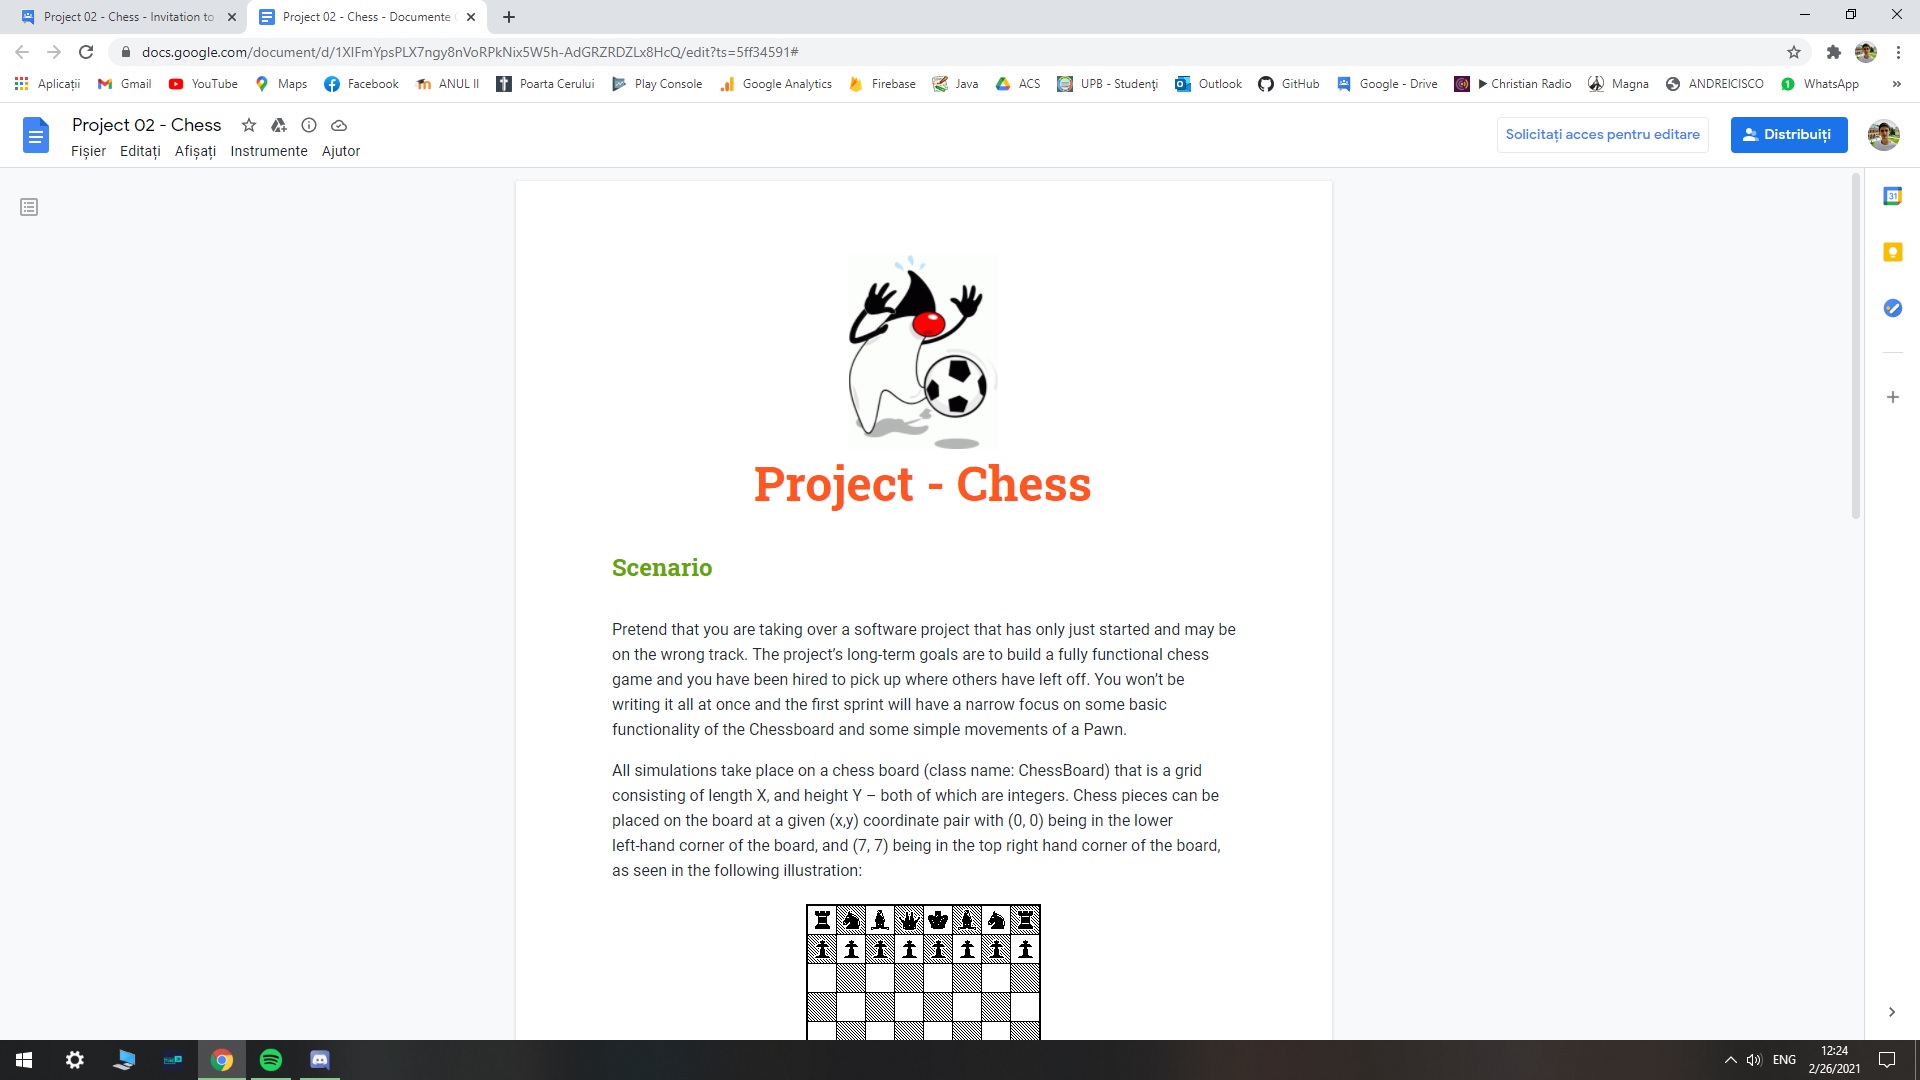 Project 02 - Chess - Invitation to
Project 02 - Chess - Documente
docs.google.com/document/d/1XIFmYpsPLX7ngy8nVoRPkNix5W5h-AdGRZRDZLx8HcQ/edit?ts=5ff34591#
Aplicații Gmail YouTube Maps Facebook ANUL II Poarta Cerului Play Console Google Analytics Firebase Java ACS UPB - Studenți Outlook GitHub Google - Drive Christian Radio Magna ANDREICISCO 1 WhatsApp »
Project 02 - Chess
Fișier Editați Afișați Instrumente Ajutor
Solicitați acces pentru editare
Distribuiți
31
Project - Chess
Scenario
Pretend that you are taking over a software project that has only just started and may be
on the wrong track. The project’s long-term goals are to build a fully functional chess
game and you have been hired to pick up where others have left off. You won’t be
writing it all at once and the first sprint will have a narrow focus on some basic
functionality of the Chessboard and some simple movements of a Pawn.
All simulations take place on a chess board (class name: ChessBoard) that is a grid
consisting of length X, and height Y – both of which are integers. Chess pieces can be
placed on the board at a given (x,y) coordinate pair with (0, 0) being in the lower
left-hand corner of the board, and (7, 7) being in the top right hand corner of the board,
as seen in the following illustration:
ENG
12:24
2/26/2021